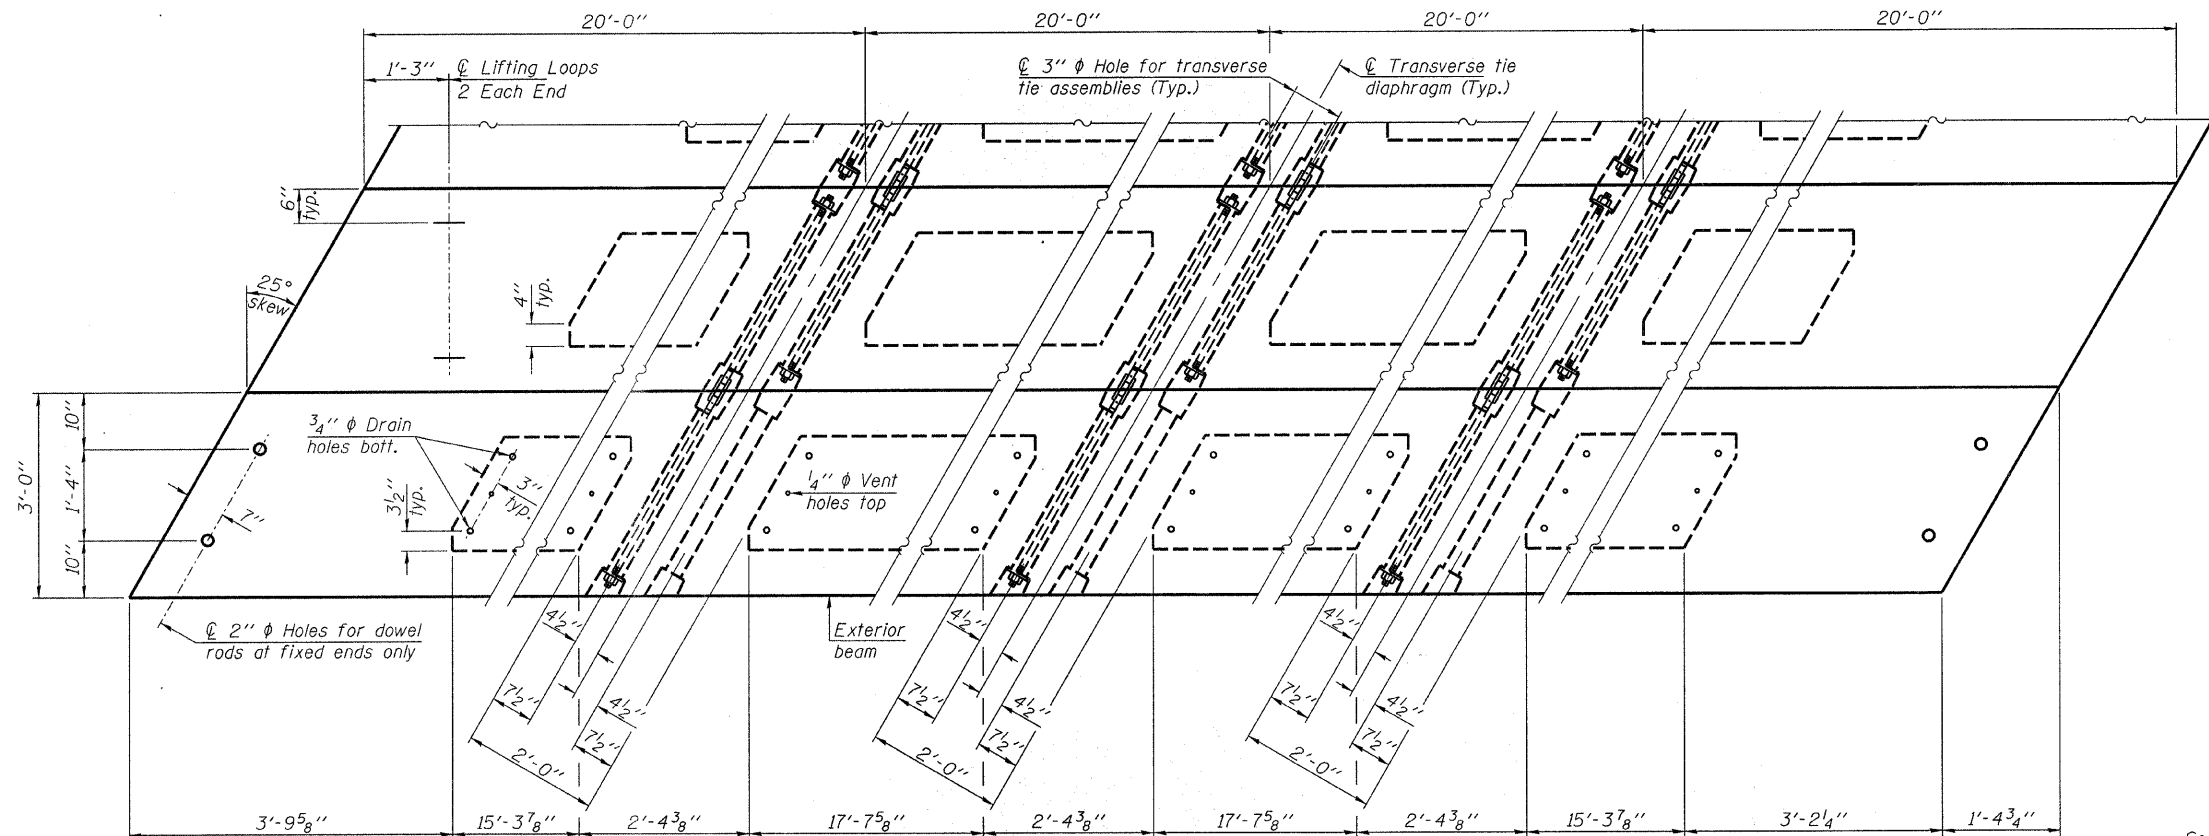 20'-0" 20'-0" 20'-0" 20'-0"
1'-3" ℄ Lifting Loops
2 Each End
℄ 3" ϕ Hole for transverse
tie assemblies (Typ.)
℄ Transverse tie
diaphragm (Typ.)
6"
typ.
25°
skew
4"
typ.
3'-0"
10"
1'-4"
10"
3/4" ϕ Drain
holes bott.
3 1/2"
typ.
3"
typ.
7"
1/4" ϕ Vent
holes top
℄ 2" ϕ Holes for dowel
rods at fixed ends only
Exterior
beam
4 1/2" 4 1/2" 4 1/2"
7 1/2" 7 1/2" 7 1/2"
4 1/2" 4 1/2" 4 1/2"
7 1/2" 7 1/2" 7 1/2"
2'-0" 2'-0" 2'-0"
3'-9 5/8" 15'-3 7/8" 2'-4 3/8" 17'-7 5/8" 2'-4 3/8" 17'-7 5/8" 2'-4 3/8" 15'-3 7/8" 3'-2 1/4" 1'-4 3/4"